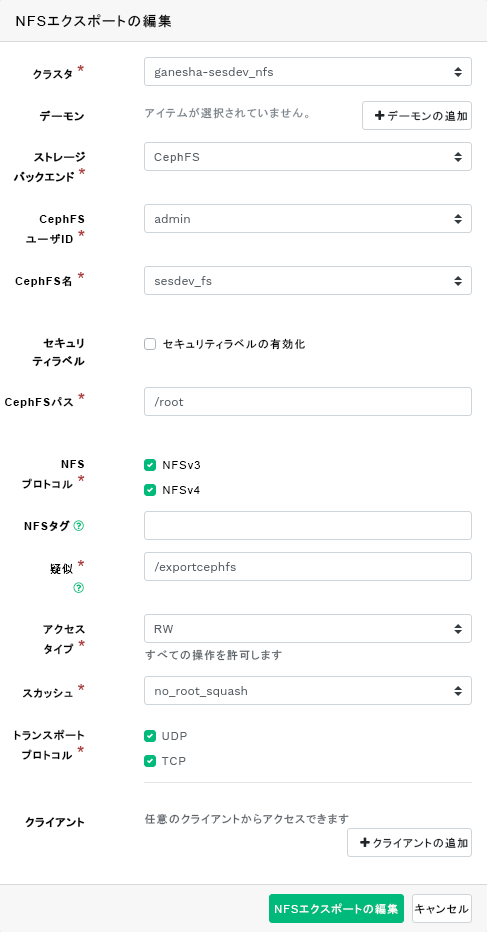 NFSエクスポートの編集
クラスタ *
ganesha-sesdev_nfs
デーモン
アイテムが選択されていません。
デーモンの追加
ストレージ
バックエンド *
CephFS
CephFS
ユーザID *
admin
CephFS名 *
sesdev_fs
セキュリ
ティラベル
セキュリティラベルの有効化
CephFSパス *
/root
NFS
プロトコル *
NFSv3
NFSv4
NFSタグ ?
疑似 *
?
/exportcephfs
アクセス
タイプ *
RW
すべての操作を許可します
スカッシュ *
no_root_squash
トランスポート
プロトコル *
UDP
TCP
クライアント
任意のクライアントからアクセスできます
クライアントの追加
NFSエクスポートの編集
キャンセル